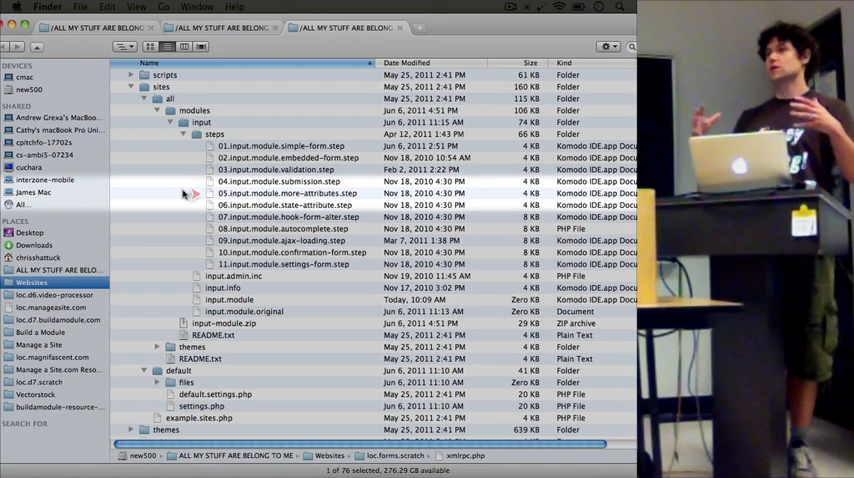 Finder File Edit View Go Window Help
/ALL MY STUFF ARE BELONG /ALL MY STUFF ARE BELONG /ALL MY STUFF ARE BELONG
Name Date Modified Size Kind
DEVICES
cmac
new500
SHARED
Andrew Grexa's MacBoo...
Cathy's macBook Pro Uni...
cpitchfo-17702
cs-ambi5-07234
cuchara
interzone-mobile
James Mac
All...
PLACES
Desktop
Downloads
chrisshattuck
ALL MY STUFF ARE BELO...
Websites
loc.d6.video-processor
loc.manageasite.com
loc.d7.buildamodule.com
Build a Module
Manage a Site
loc.magnifascent.com
Manage a Site.com Reso...
loc.d7.scratch
Vectorstock
buildamodule-resource-...
SEARCH FOR
scripts May 25, 2011 2:41 PM 61 KB Folder
sites May 25, 2011 2:41 PM 156 KB Folder
all May 25, 2011 2:41 PM 115 KB Folder
modules Jun 6, 2011 4:51 PM 106 KB Folder
input Jun 6, 2011 11:15 AM 74 KB Folder
steps Apr 12, 2011 1:43 PM 66 KB Folder
01.input.module.simple-form.step Jun 6, 2011 2:51 PM 4 KB Komodo IDE.app Docu
02.input.module.embedded-form.step Nov 18, 2010 10:54 AM 4 KB Komodo IDE.app Docu
03.input.module.validation.step Feb 2, 2011 2:22 PM 4 KB Komodo IDE.app Docu
04.input.module.submission.step Nov 18, 2010 4:30 PM 4 KB Komodo IDE.app Docu
05.input.module.more-attributes.step Nov 18, 2010 4:30 PM 4 KB Komodo IDE.app Docu
06.input.module.state-attribute.step Nov 18, 2010 4:30 PM 4 KB Komodo IDE.app Docu
07.input.module.hook-form-alter.step Nov 18, 2010 4:30 PM 4 KB Komodo IDE.app Docu
08.input.module.autocomplete.step Nov 18, 2010 4:30 PM 4 KB PHP File
09.input.module.ajax-loading.step Mar 7, 2011 1:38 PM 4 KB Komodo IDE.app Docu
10.input.module.confirmation-form.step Nov 18, 2010 4:30 PM 4 KB Komodo IDE.app Docu
11.input.module.settings-form.step Nov 18, 2010 4:30 PM 4 KB Komodo IDE.app Docu
input.admin.inc Nov 19, 2010 11:45 AM 4 KB PHP File
input.info Nov 17, 2010 3:02 PM 4 KB Komodo IDE.app Docu
input.module Today, 10:09 AM Zero KB Komodo IDE.app Docu
input.module.original Jun 6, 2011 11:13 AM Zero KB Document
input-module.zip Jun 6, 2011 4:51 PM 29 KB ZIP archive
README.txt May 25, 2011 2:41 PM 4 KB Plain Text
themes May 25, 2011 2:41 PM 4 KB Folder
README.txt May 25, 2011 2:41 PM 4 KB Plain Text
default Jun 6, 2011 11:10 AM 41 KB Folder
files Jun 6, 2011 11:10 AM Zero KB Folder
default.settings.php May 25, 2011 2:41 PM 20 KB PHP File
settings.php Jun 6, 2011 11:10 AM 20 KB PHP File
example.sites.php May 25, 2011 2:41 PM 4 KB PHP File
themes May 25, 2011 2:41 PM 639 KB Folder
new500 ALL MY STUFF ARE BELONG TO ME Websites loc.forms.scratch xmlrpc.php
1 of 76 selected, 276.29 GB available